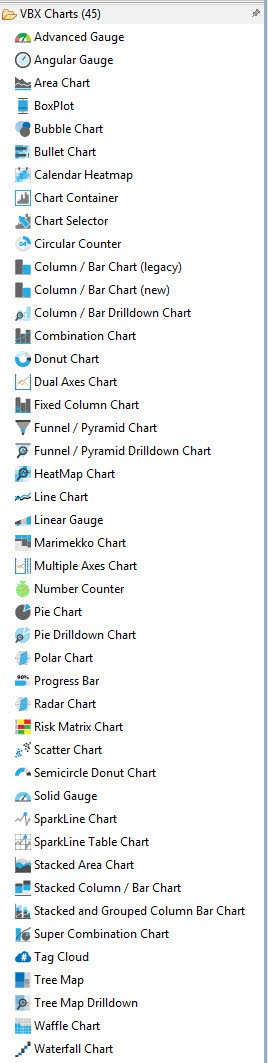 VBX Charts (45)
Advanced Gauge
Angular Gauge
Area Chart
BoxPlot
Bubble Chart
Bullet Chart
Calendar Heatmap
Chart Container
Chart Selector
04
Circular Counter
Column / Bar Chart (legacy)
Column / Bar Chart (new)
Column / Bar Drilldown Chart
Combination Chart
Donut Chart
Dual Axes Chart
Fixed Column Chart
Funnel / Pyramid Chart
Funnel / Pyramid Drilldown Chart
HeatMap Chart
Line Chart
Linear Gauge
Marimekko Chart
Multiple Axes Chart
Number Counter
Pie Chart
Pie Drilldown Chart
Polar Chart
90%
Progress Bar
Radar Chart
Risk Matrix Chart
Scatter Chart
Semicircle Donut Chart
Solid Gauge
SparkLine Chart
SparkLine Table Chart
Stacked Area Chart
Stacked Column / Bar Chart
Stacked and Grouped Column Bar Chart
Super Combination Chart
Tag Cloud
Tree Map
Tree Map Drilldown
Waffle Chart
Waterfall Chart